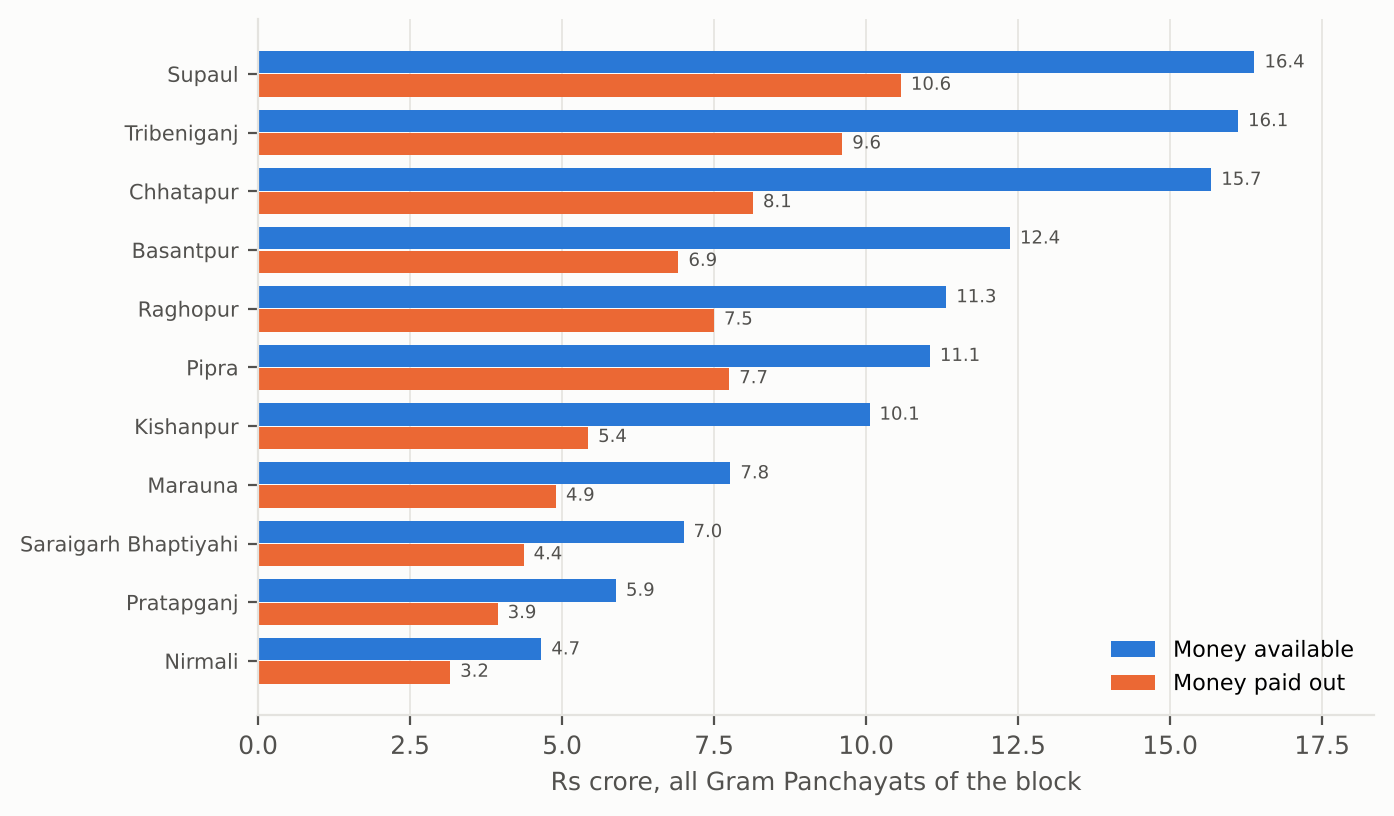 Supaul 16.4
10.6
Tribeniganj 16.1
9.6
Chhatapur 15.7
8.1
Basantpur 12.4
6.9
Raghopur 11.3
7.5
Pipra 11.1
7.7
Kishanpur 10.1
5.4
Marauna 7.8
4.9
Saraigarh Bhaptiyahi 7.0
4.4
Pratapganj 5.9
3.9
Nirmali 4.7
3.2
Money available
Money paid out
0.0 2.5 5.0 7.5 10.0 12.5 15.0 17.5
Rs crore, all Gram Panchayats of the block